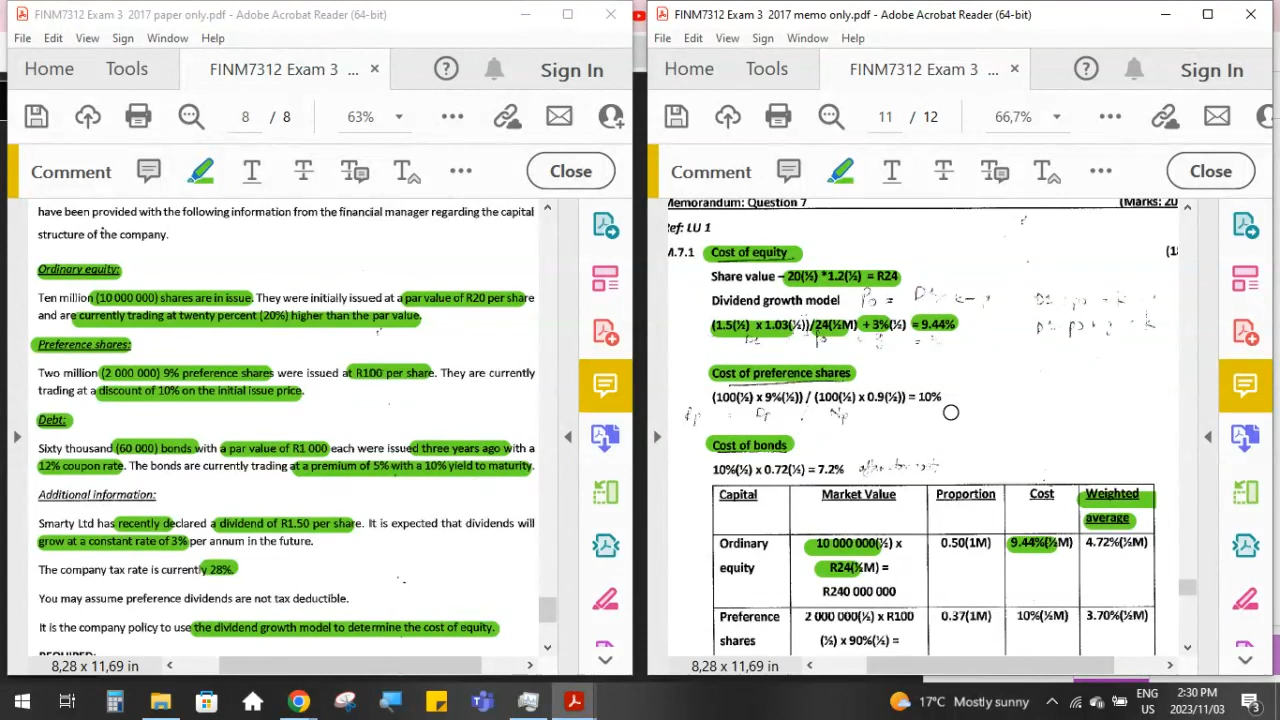 FINM7312 Exam 3 2017 paper only.pdf - Adobe Acrobat Reader (64-bit)
File Edit View Sign Window Help
Home Tools FINM7312 Exam 3 ... Sign In
8 / 8 63%
Comment Close
have been provided with the following information from the financial manager regarding the capital
structure of the company.
Ordinary equity:
Ten million (10 000 000) shares are in issue. They were initially issued at a par value of R20 per share
and are currently trading at twenty percent (20%) higher than the par value.
Preference shares:
Two million (2 000 000) 9% preference shares were issued at R100 per share. They are currently
trading at a discount of 10% on the initial issue price.
Debt:
Sixty thousand (60 000) bonds with a par value of R1 000 each were issued three years ago with a
12% coupon rate. The bonds are currently trading at a premium of 5% with a 10% yield to maturity.
Additional information:
Smarty Ltd has recently declared a dividend of R1.50 per share. It is expected that dividends will
grow at a constant rate of 3% per annum in the future.
The company tax rate is currently 28%.
You may assume preference dividends are not tax deductible.
It is the company policy to use the dividend growth model to determine the cost of equity.
REQUIRED:
8,28 x 11,69 in
FINM7312 Exam 3 2017 memo only.pdf - Adobe Acrobat Reader (64-bit)
File Edit View Sign Window Help
Home Tools FINM7312 Exam 3 ... Sign In
11 / 12 66,7%
Comment Close
Memorandum: Question 7 (Marks: 20
Ref: LU 1
M.7.1 Cost of equity
Share value – 20(½) *1.2(½) = R24
Dividend growth model
(1.5(½) x 1.03(½))/24(½M) + 3%(½) = 9.44%
Cost of preference shares
(100(½) x 9%(½)) / (100(½) x 0.9(½)) = 10%
Cost of bonds
10%(½) x 0.72(½) = 7.2%
Capital Market Value Proportion Cost Weighted average
Ordinary equity 10 000 000(½) x R24(½M) = R240 000 000 0.50(1M) 9.44%(½M) 4.72%(½M)
Preference shares 2 000 000(½) x R100 (½) x 90%(½) = 0.37(1M) 10%(½M) 3.70%(½M)
8,28 x 11,69 in
17°C Mostly sunny ENG US 2:30 PM 2023/11/03 3